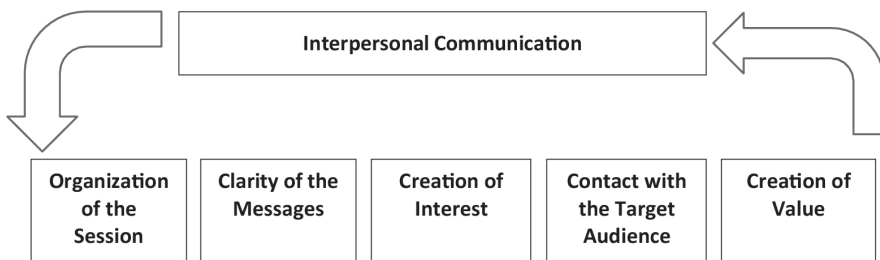 Interpersonal Communication
Organization
of the
Session
Clarity of the
Messages
Creation of
Interest
Contact with
the Target
Audience
Creation of
Value